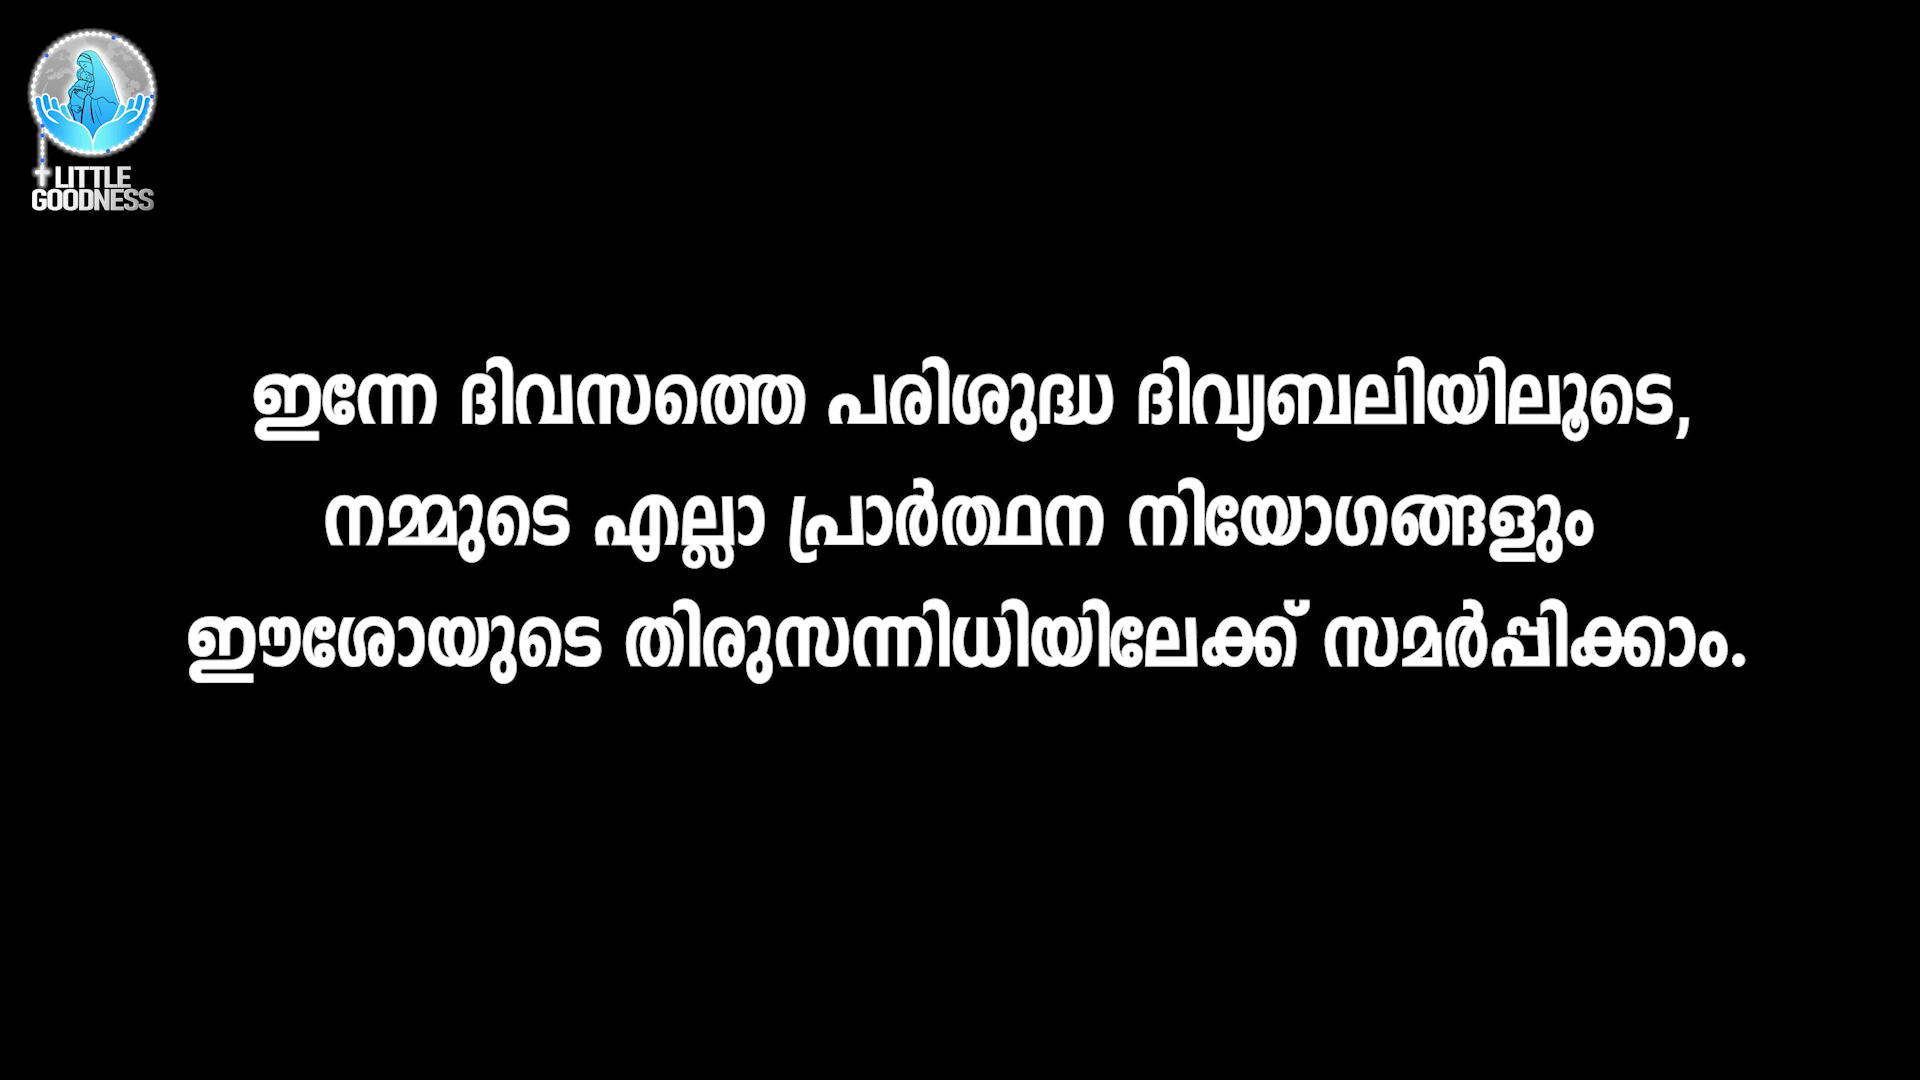 LITTLE
GOODNESS
ഇന്നേ ദിവസത്തെ പരിശുദ്ധ ദിവ്യബലിയിലൂടെ,
നമ്മുടെ എല്ലാ പ്രാർത്ഥന നിയോഗങ്ങളും
ഈശോയുടെ തിരുസന്നിധിയിലേക്ക് സമർപ്പിക്കാം.